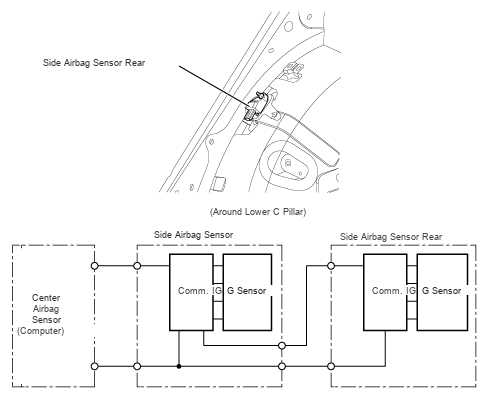 Side Airbag Sensor Rear
(Around Lower C Pillar)
Side Airbag Sensor
Side Airbag Sensor Rear
Center
Airbag
Sensor
(Computer)
Comm.
IG
G Sensor
Comm.
IG
G Sensor